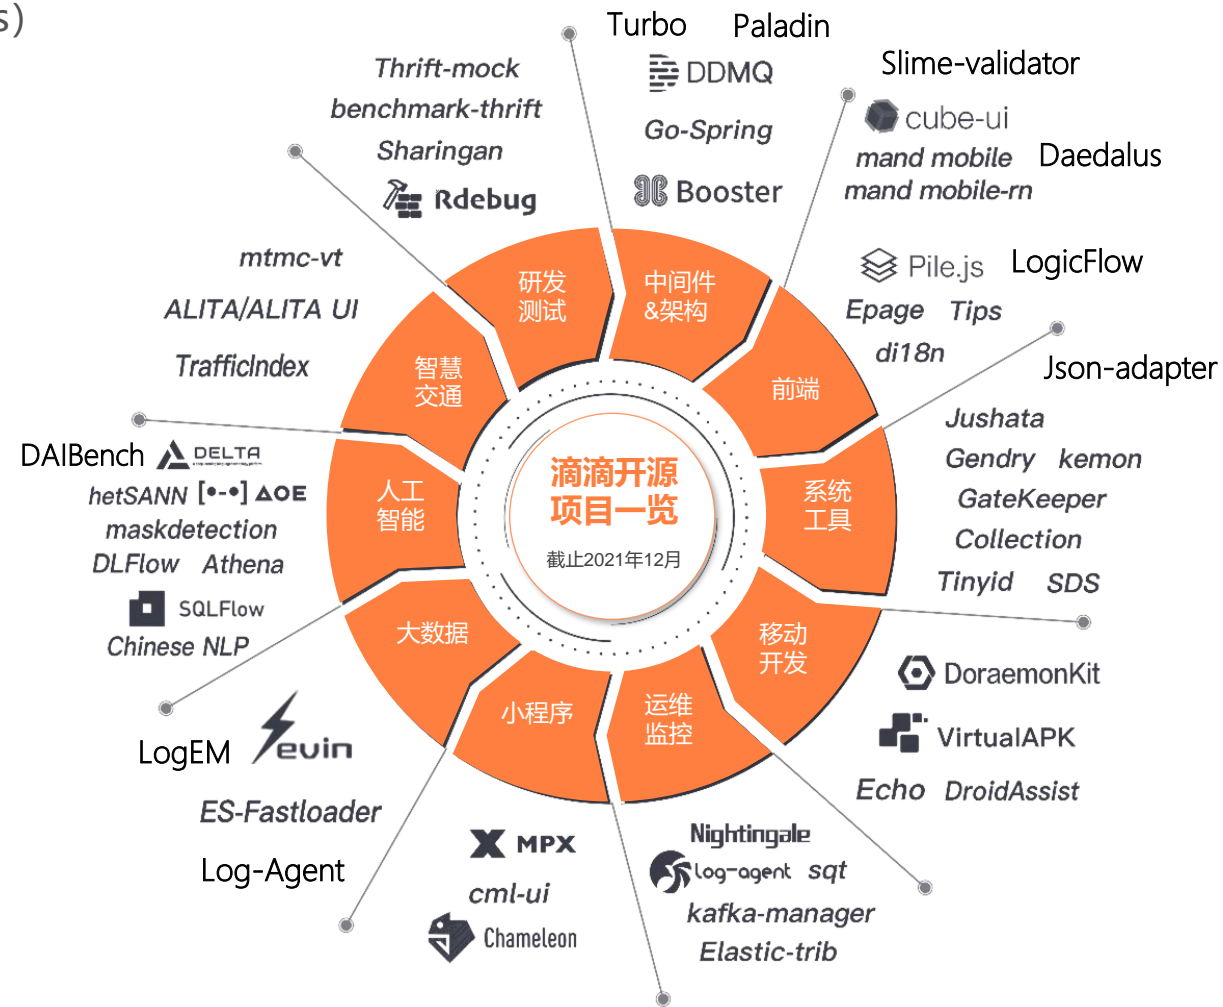 s)
滴滴开源
项目一览
截止2021年12月
中间件
&架构
Turbo Paladin
DDMQ
Go-Spring
Booster
前端
Slime-validator
cube-ui
mand mobile Daedalus
mand mobile-rn
Pile.js LogicFlow
Epage Tips
di18n
系统
工具
Json-adapter
Jushata
Gendry kemon
GateKeeper
Collection
Tinyid SDS
移动
开发
DoraemonKit
VirtualAPK
Echo DroidAssist
运维
监控
Nightingale
log-agent sqt
kafka-manager
Elastic-trib
小程序
MPX
cml-ui
Chameleon
大数据
LogEM evin
ES-Fastloader
Log-Agent
人工
智能
DAIBench DELTA
hetSANN AOE
maskdetection
DLFlow Athena
SQLFlow
Chinese NLP
智慧
交通
mtmc-vt
ALITA/ALITA UI
TrafficIndex
研发
测试
Thrift-mock
benchmark-thrift
Sharingan
Rdebug